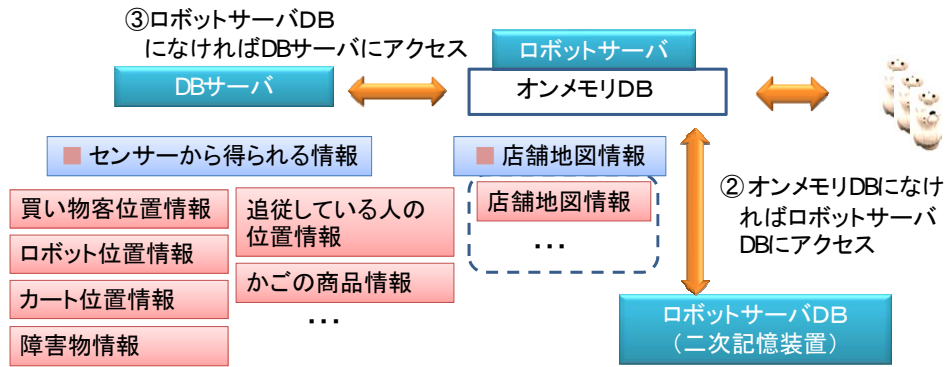 ③ロボットサーバDB
になければDBサーバにアクセス
ロボットサーバ
DBサーバ
オンメモリDB
■ センサーから得られる情報
■ 店舗地図情報
買い物客位置情報
ロボット位置情報
カート位置情報
障害物情報
追従している人の
位置情報
かごの商品情報
…
店舗地図情報
…
②オンメモリDBになけ
ればロボットサーバ
DBにアクセス
ロボットサーバDB
（二次記憶装置）